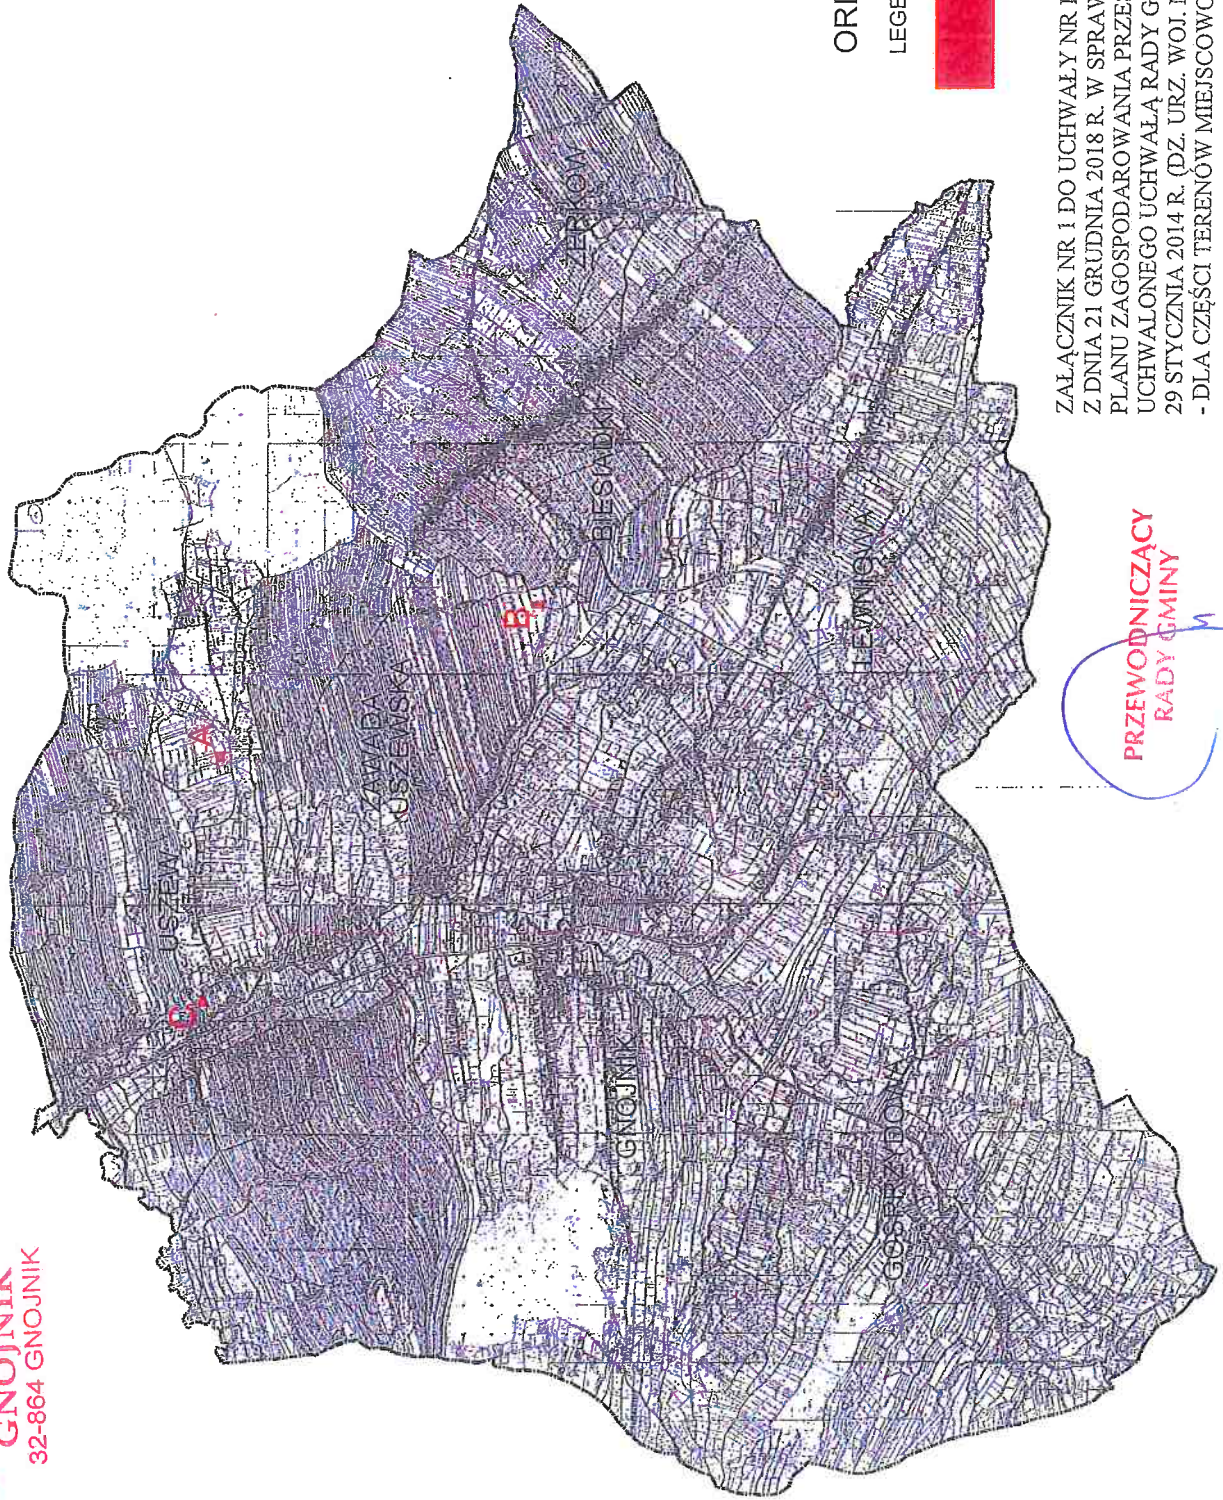 GNOJNIK
32-864 GNOJNIK
USZEW
C
A
ZAWADA
USZEWSKA
B
ŻERKÓW
BIESIADKI
GNOJNIK
LEWNIOWA
GOSPRZYDOWA
ORI
LEGE
ZAŁĄCZNIK NR 1 DO UCHWAŁY NR
Z DNIA 21 GRUDNIA 2018 R. W SPRAW
PLANU ZAGOSPODAROWANIA PRZES
UCHWALONEGO UCHWAŁĄ RADY G
29 STYCZNIA 2014 R. (DZ. URZ. WOJ.
- DLA CZĘŚCI TERENÓW MIEJSCOWO
PRZEWODNICZĄCY
RADY GMINY